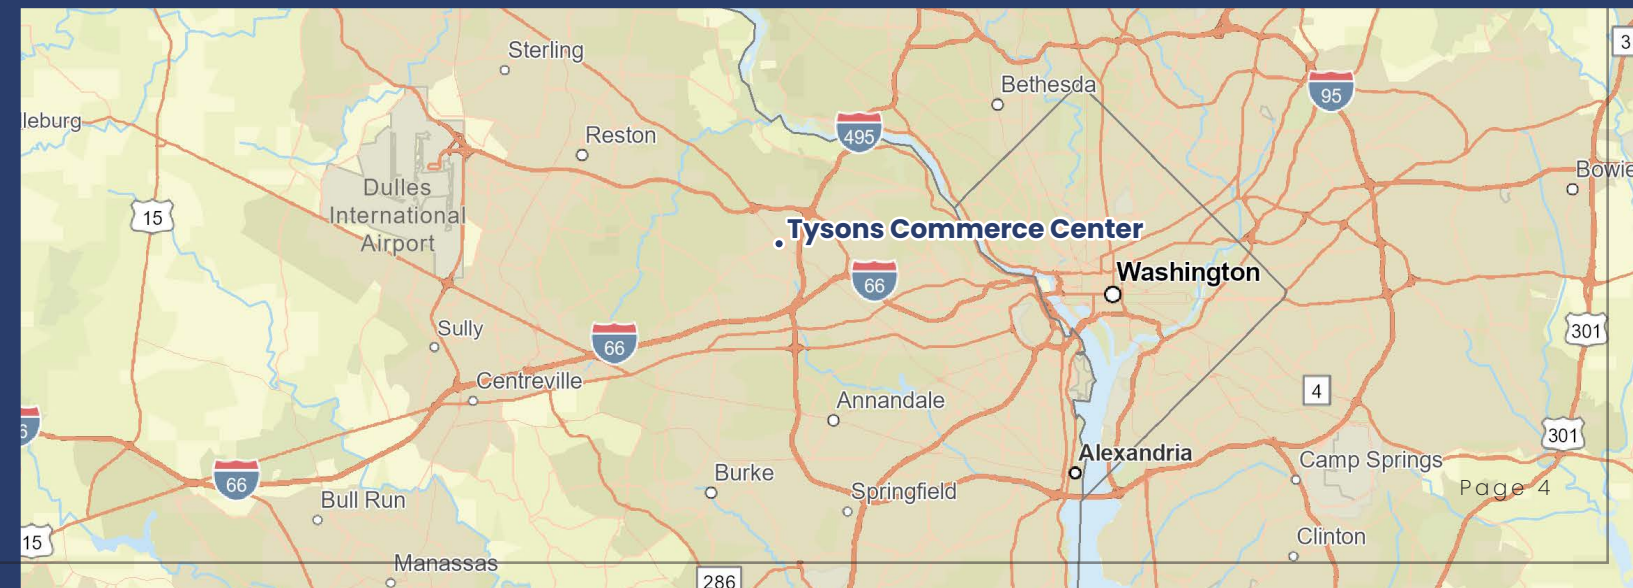 Sterling
Bethesda
95
leburg
495
Reston
Bowie
Dulles
International
Airport
15
Tysons Commerce Center
66
Washington
Sully
66
301
Centreville
4
Annandale
301
Alexandria
Camp Springs
66
Burke
Springfield
Page 4
Bull Run
15
Clinton
Manassas
286